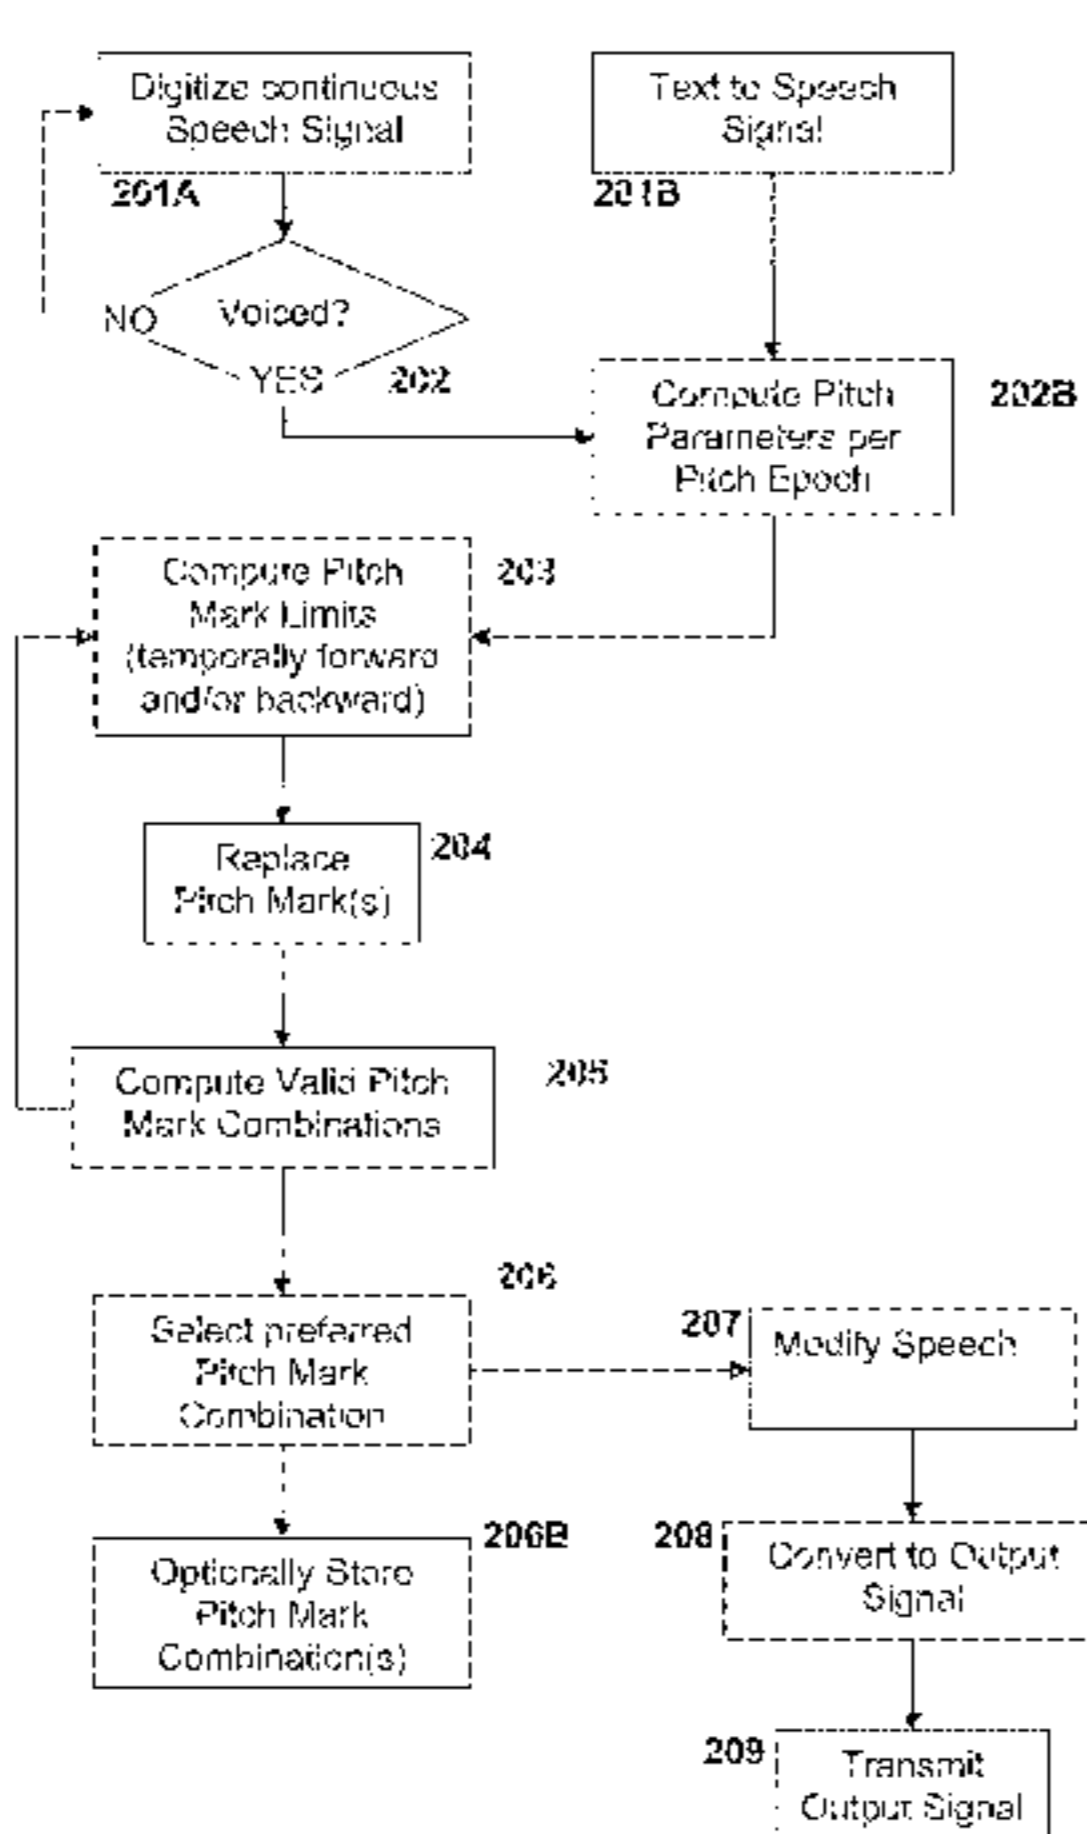 Digitize continuous
Speech Signal
201A
Text to Speech
Signal
201B
Voiced?
NO
YES
202
Compute Pitch
Parameters per
Pitch Epoch
202B
Compute Pitch
Mark Limits
(temporally forward
and/or backward)
203
Replace
Pitch Mark(s)
204
Compute Valid Pitch
Mark Combinations
205
Select preferred
Pitch Mark
Combination
206
207
Modify Speech
Optionally Store
Pitch Mark
Combination(s)
206B
208
Convert to Output
Signal
209
Transmit
Output Signal